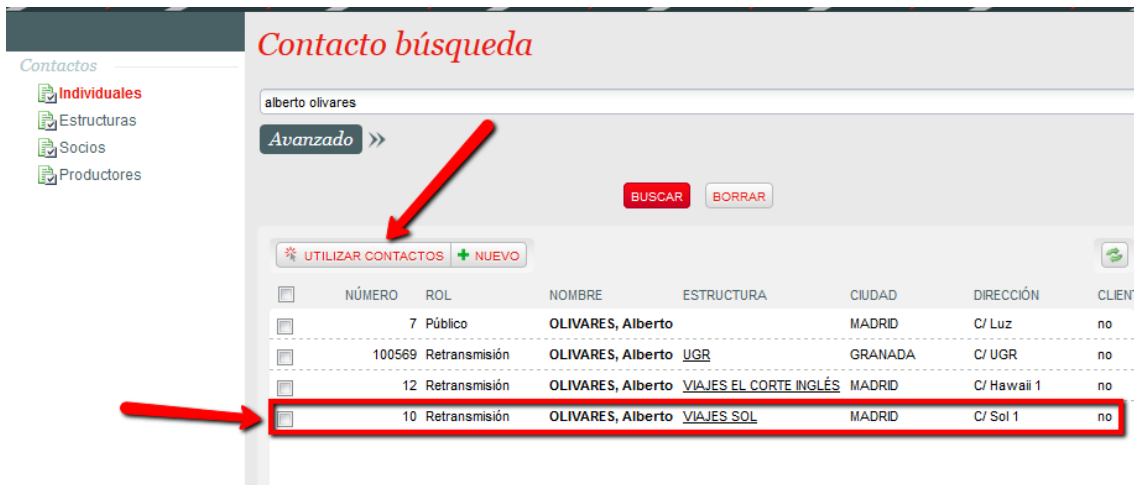 Contacto búsqueda
Contactos
Individuales
Estructuras
Socios
Productores
alberto olivares
Avanzado »
BUSCAR BORRAR
UTILIZAR CONTACTOS NUEVO
NÚMERO ROL NOMBRE ESTRUCTURA CIUDAD DIRECCIÓN CLIENT
7 Público OLIVARES, Alberto MADRID C/ Luz no
100569 Retransmisión OLIVARES, Alberto UGR GRANADA C/ UGR no
12 Retransmisión OLIVARES, Alberto VIAJES EL CORTE INGLÉS MADRID C/ Hawaii 1 no
10 Retransmisión OLIVARES, Alberto VIAJES SOL MADRID C/ Sol 1 no